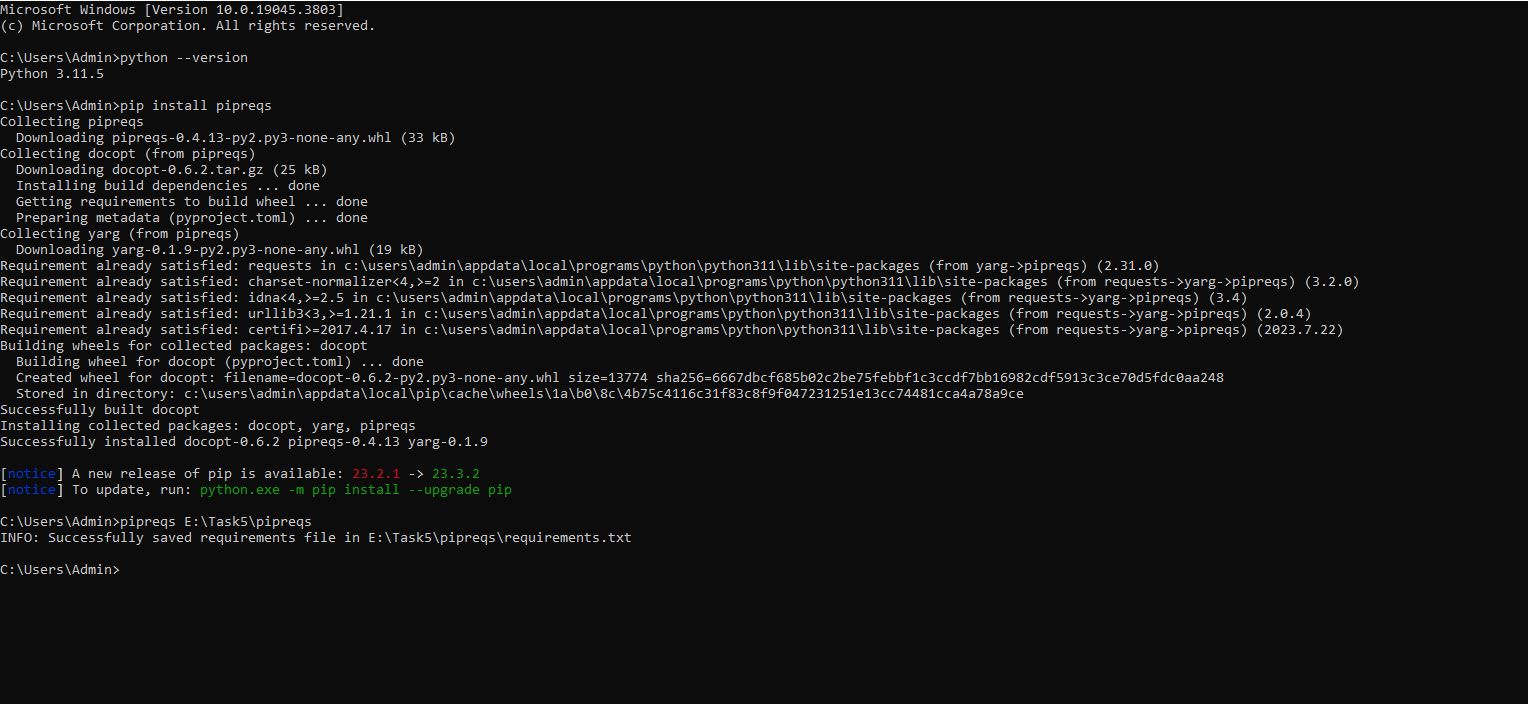 Microsoft Windows [Version 10.0.19045.3803]
(c) Microsoft Corporation. All rights reserved.
C:\Users\Admin>python --version
Python 3.11.5
C:\Users\Admin>pip install pipreqs
Collecting pipreqs
  Downloading pipreqs-0.4.13-py2.py3-none-any.whl (33 kB)
Collecting docopt (from pipreqs)
  Downloading docopt-0.6.2.tar.gz (25 kB)
  Installing build dependencies ... done
  Getting requirements to build wheel ... done
  Preparing metadata (pyproject.toml) ... done
Collecting yarg (from pipreqs)
  Downloading yarg-0.1.9-py2.py3-none-any.whl (19 kB)
Requirement already satisfied: requests in c:\users\admin\appdata\local\programs\python\python311\lib\site-packages (from yarg->pipreqs) (2.31.0)
Requirement already satisfied: charset-normalizer<4,>=2 in c:\users\admin\appdata\local\programs\python\python311\lib\site-packages (from requests->yarg->pipreqs) (3.2.0)
Requirement already satisfied: idna<4,>=2.5 in c:\users\admin\appdata\local\programs\python\python311\lib\site-packages (from requests->yarg->pipreqs) (3.4)
Requirement already satisfied: urllib3<3,>=1.21.1 in c:\users\admin\appdata\local\programs\python\python311\lib\site-packages (from requests->yarg->pipreqs) (2.0.4)
Requirement already satisfied: certifi>=2017.4.17 in c:\users\admin\appdata\local\programs\python\python311\lib\site-packages (from requests->yarg->pipreqs) (2023.7.22)
Building wheels for collected packages: docopt
  Building wheel for docopt (pyproject.toml) ... done
  Created wheel for docopt: filename=docopt-0.6.2-py2.py3-none-any.whl size=13774 sha256=6667dbcf685b02c2be75febbf1c3ccdf7bb16982cdf5913c3ce70d5fdc0aa248
  Stored in directory: c:\users\admin\appdata\local\pip\cache\wheels\1a\b0\8c\4b75c4116c31f83c8f9f047231251e13cc74481cca4a78a9ce
Successfully built docopt
Installing collected packages: docopt, yarg, pipreqs
Successfully installed docopt-0.6.2 pipreqs-0.4.13 yarg-0.1.9
[notice] A new release of pip is available: 23.2.1 -> 23.3.2
[notice] To update, run: python.exe -m pip install --upgrade pip
C:\Users\Admin>pipreqs E:\Task5\pipreqs
INFO: Successfully saved requirements file in E:\Task5\pipreqs\requirements.txt
C:\Users\Admin>